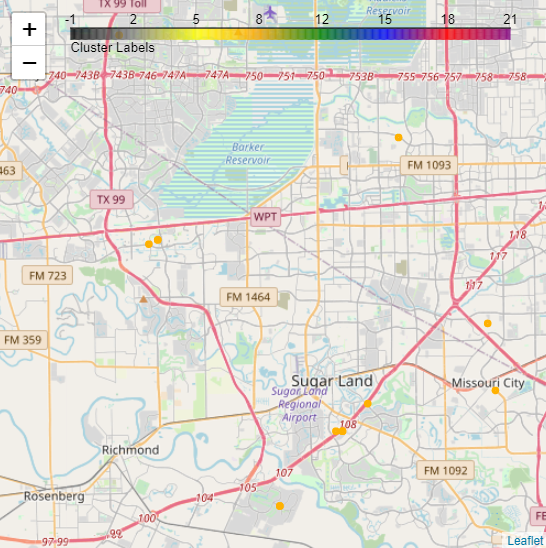 TX 99 Toll
Reservoir
+
-1 2 5 8 12 15 18 21
Cluster Labels
−
740 740 743B 743B 746 747A 747A 750 751 750 753B 755 756 757 758 758
Barker
Reservoir
FM 1093
463
TX 99
WPT
118
117
FM 723
117
FM 1464
FM 359
Sugar Land
Missouri City
Sugar Land
Regional
Airport
108
Richmond
107
FM 1092
105
104
Rosenberg
100
99
97-99
Leaflet